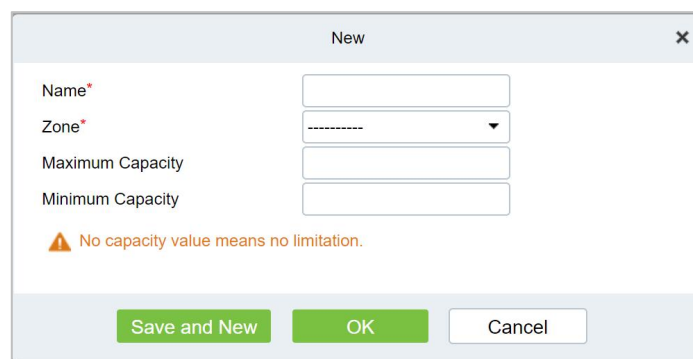 New
Name*
Zone*
----------
Maximum Capacity
Minimum Capacity
No capacity value means no limitation.
Save and New OK Cancel